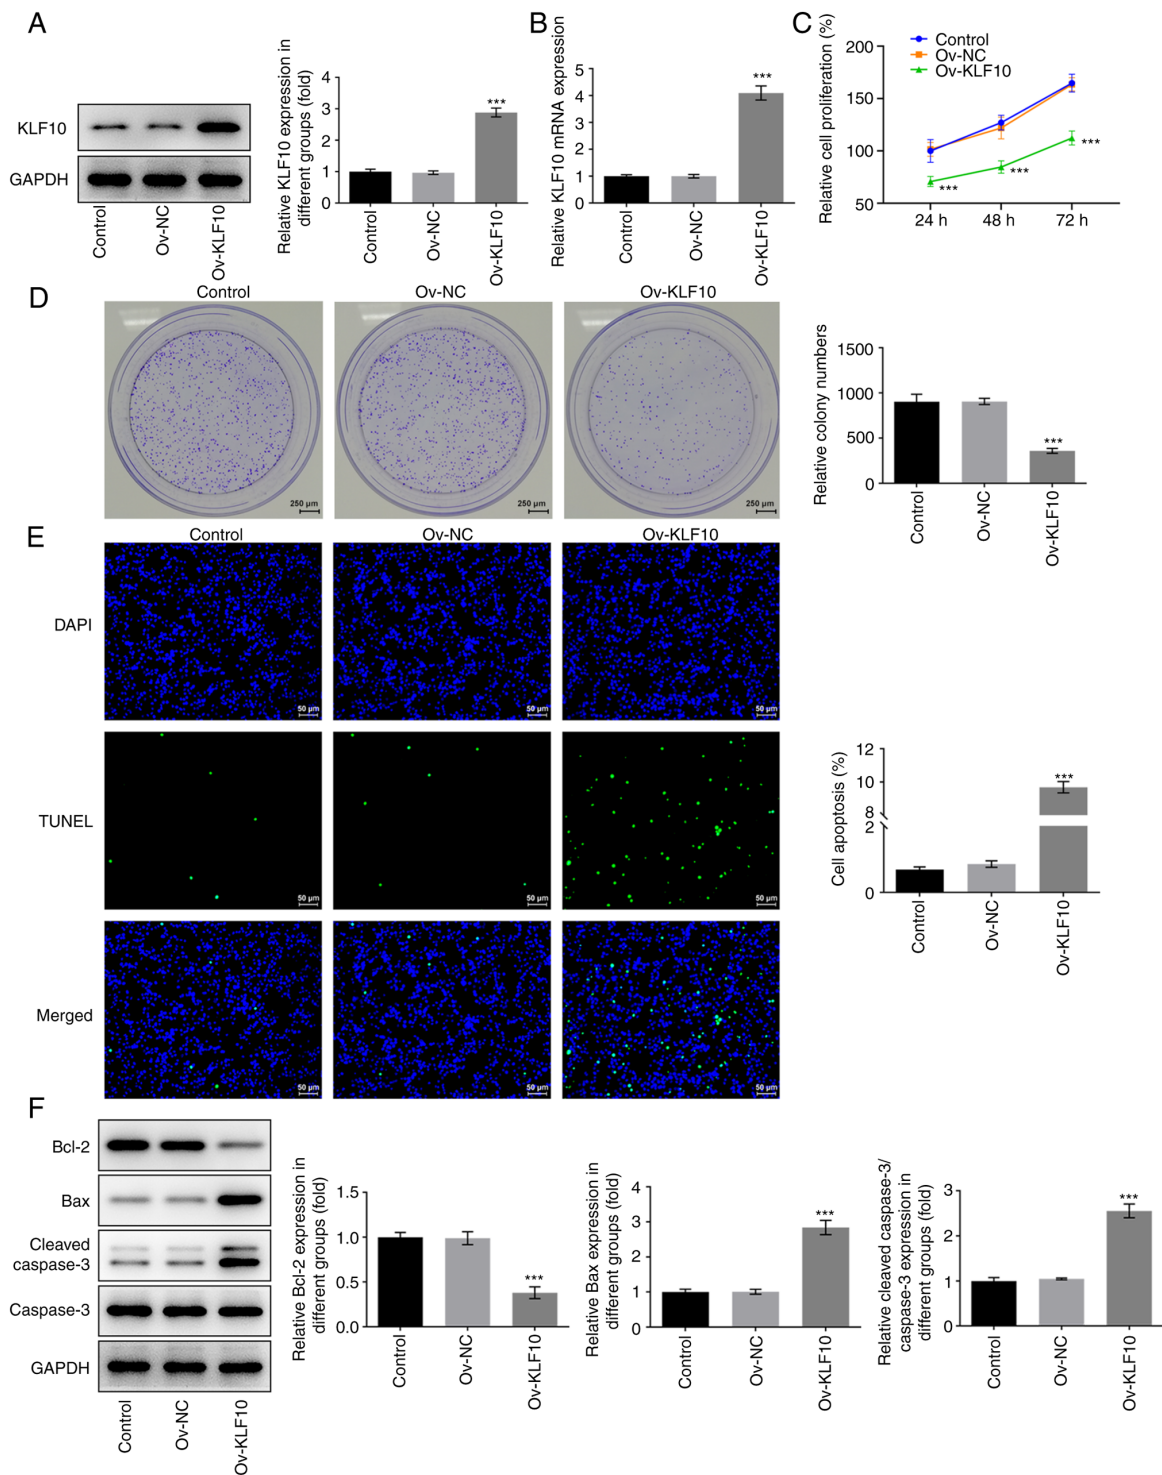 A
KLF10
GAPDH
Control
Ov-NC
Ov-KLF10
Relative KLF10 expression in
different groups (fold)
4
3
2
1
0
***
Control
Ov-NC
Ov-KLF10
B
Relative KLF10 mRNA expression
5
4
3
2
1
0
***
Control
Ov-NC
Ov-KLF10
C
Relative cell proliferation (%)
200
150
100
50
Control
Ov-NC
Ov-KLF10
***
***
***
24 h
48 h
72 h
D
Control
Ov-NC
Ov-KLF10
250 µm
250 µm
250 µm
Relative colony numbers
1500
1000
500
0
***
Control
Ov-NC
Ov-KLF10
E
Control
Ov-NC
Ov-KLF10
DAPI
50 µm
50 µm
50 µm
TUNEL
50 µm
50 µm
50 µm
Merged
50 µm
50 µm
50 µm
Cell apoptosis (%)
12
10
8
2
0
***
Control
Ov-NC
Ov-KLF10
F
Bcl-2
Bax
Cleaved
caspase-3
Caspase-3
GAPDH
Control
Ov-NC
Ov-KLF10
Relative Bcl-2 expression in
different groups (fold)
1.5
1.0
0.5
0.0
***
Control
Ov-NC
Ov-KLF10
Relative Bax expression in
different groups (fold)
4
3
2
1
0
***
Control
Ov-NC
Ov-KLF10
Relative cleaved caspase-3/
caspase-3 expression in
different groups (fold)
3
2
1
0
***
Control
Ov-NC
Ov-KLF10